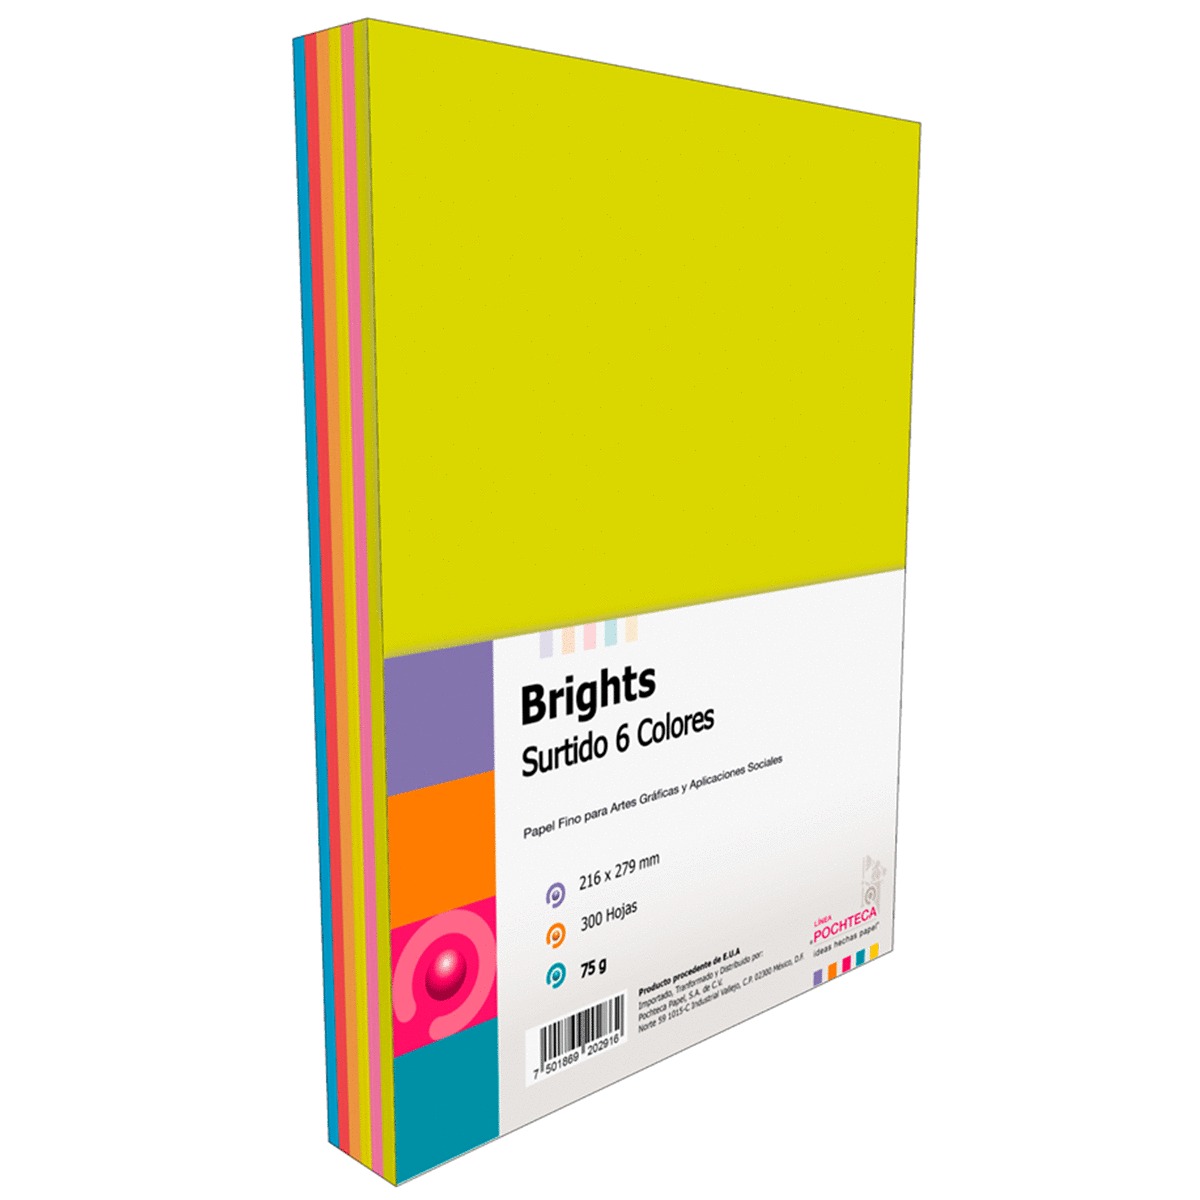 Brights
Surtido 6 Colores
Papel Fino para Artes Gráficas y Aplicaciones Sociales
216 x 279 mm
300 Hojas
75 g
Producto procedente de E.U.A
Importado, Tranformado y Distribuido por:
Pochteca Papel, S.A. de C.V.
Norte 59 1015-C Industrial Vallejo, C.P. 02300 México, D.F.
7 501869 202916
LÍNEA
POCHTECA
"ideas hechas papel"